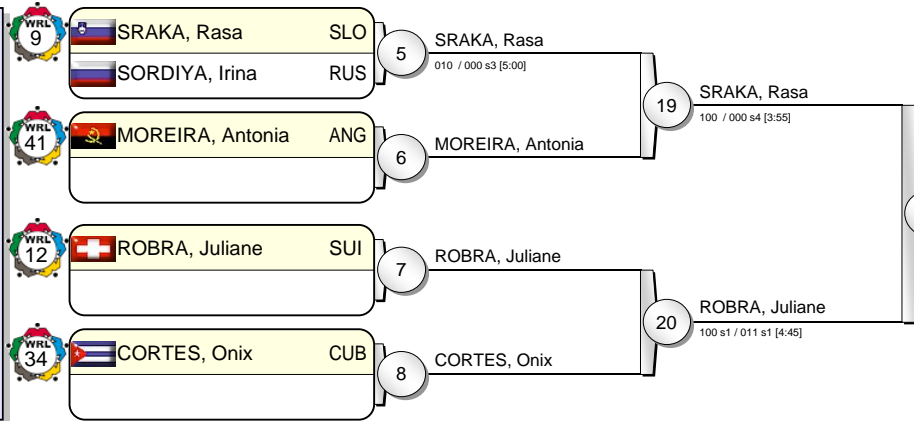 WRL
9
SRAKA, Rasa SLO
SORDIYA, Irina RUS
5
SRAKA, Rasa
010 / 000 s3 [5:00]
WRL
41
MOREIRA, Antonia ANG
6
MOREIRA, Antonia
19
SRAKA, Rasa
100 / 000 s4 [3:55]
WRL
12
ROBRA, Juliane SUI
7
ROBRA, Juliane
WRL
34
CORTES, Onix CUB
8
CORTES, Onix
20
ROBRA, Juliane
100 s1 / 011 s1 [4:45]